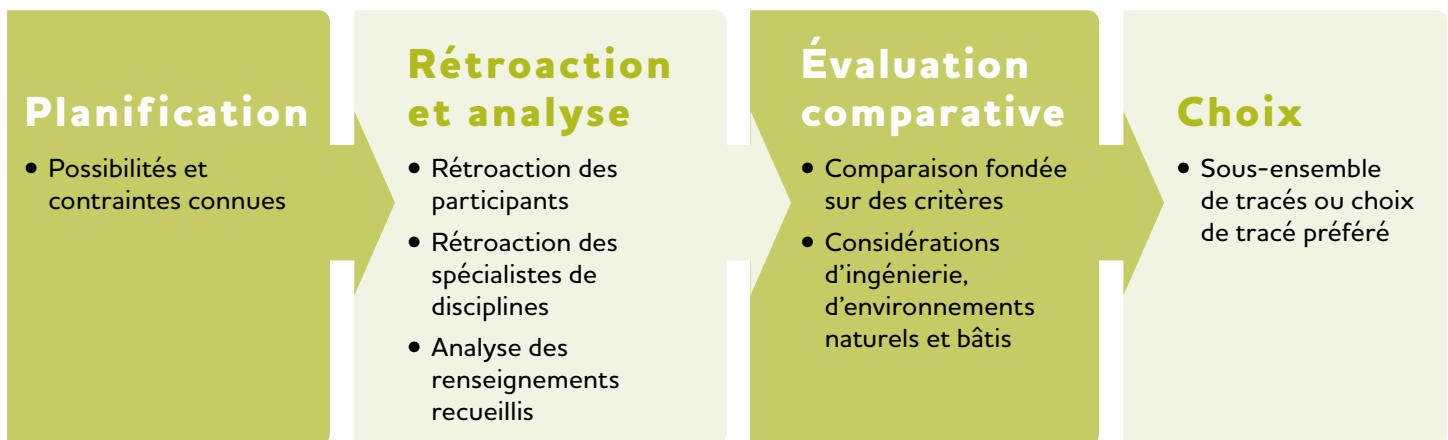 Planification
• Possibilités et
contraintes connues
Rétroaction
et analyse
• Rétroaction des
participants
• Rétroaction des
spécialistes de
disciplines
• Analyse des
renseignements
recueillis
Évaluation
comparative
• Comparaison fondée
sur des critères
• Considérations
d’ingénierie,
d’environnements
naturels et bâtis
Choix
• Sous-ensemble
de tracés ou choix
de tracé préféré